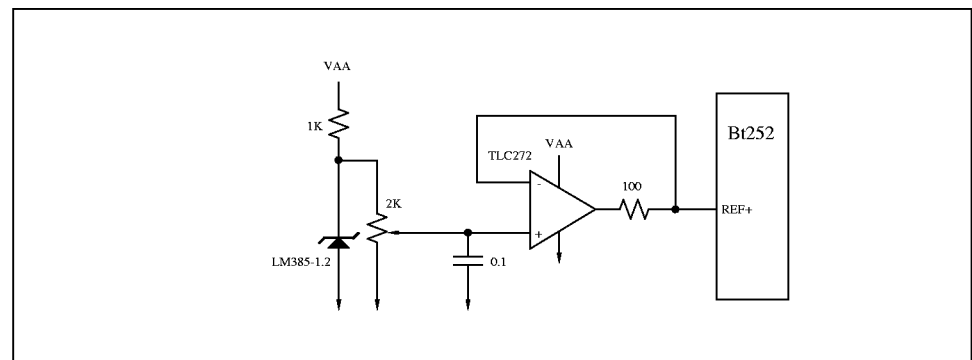 VAA
1K
2K
LM385-1.2
0.1
TLC272
VAA
-
+
100
REF+
Bt252